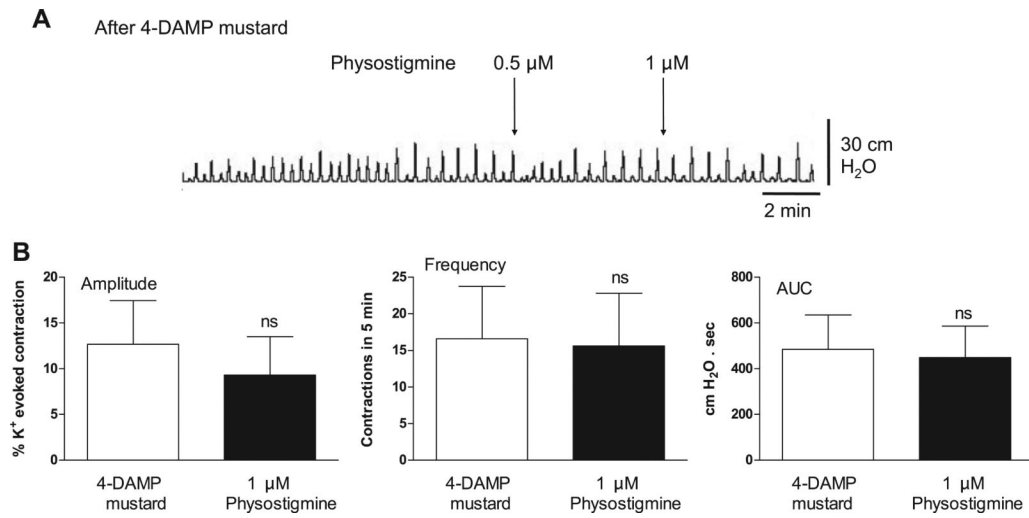 A
After 4-DAMP mustard
Physostigmine 0.5 µM 1 µM
30 cm
H₂O
2 min
B
Amplitude
% K⁺ evoked contraction
20
15
10
5
0
ns
4-DAMP
mustard
1 µM
Physostigmine
Frequency
Contractions in 5 min
25
20
15
10
5
0
ns
4-DAMP
mustard
1 µM
Physostigmine
AUC
cm H₂O . sec
800
600
400
200
0
ns
4-DAMP
mustard
1 µM
Physostigmine